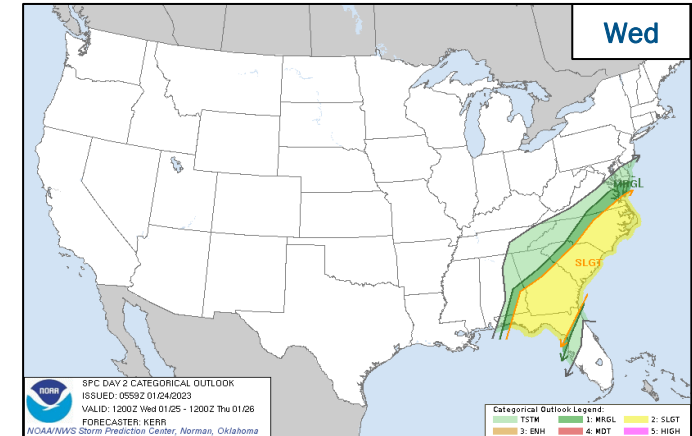 Wed
MRGL
SLGT
NOAA
SPC DAY 2 CATEGORICAL OUTLOOK
ISSUED: 0559Z 01/24/2023
VALID: 1200Z Wed 01/25 - 1200Z Thu 01/26
FORECASTER: KERR
NOAA/NWS Storm Prediction Center, Norman, Oklahoma
Categorical Outlook Legend:
TSTM 1: MRGL 2: SLGT
3: ENH 4: MDT 5: HIGH